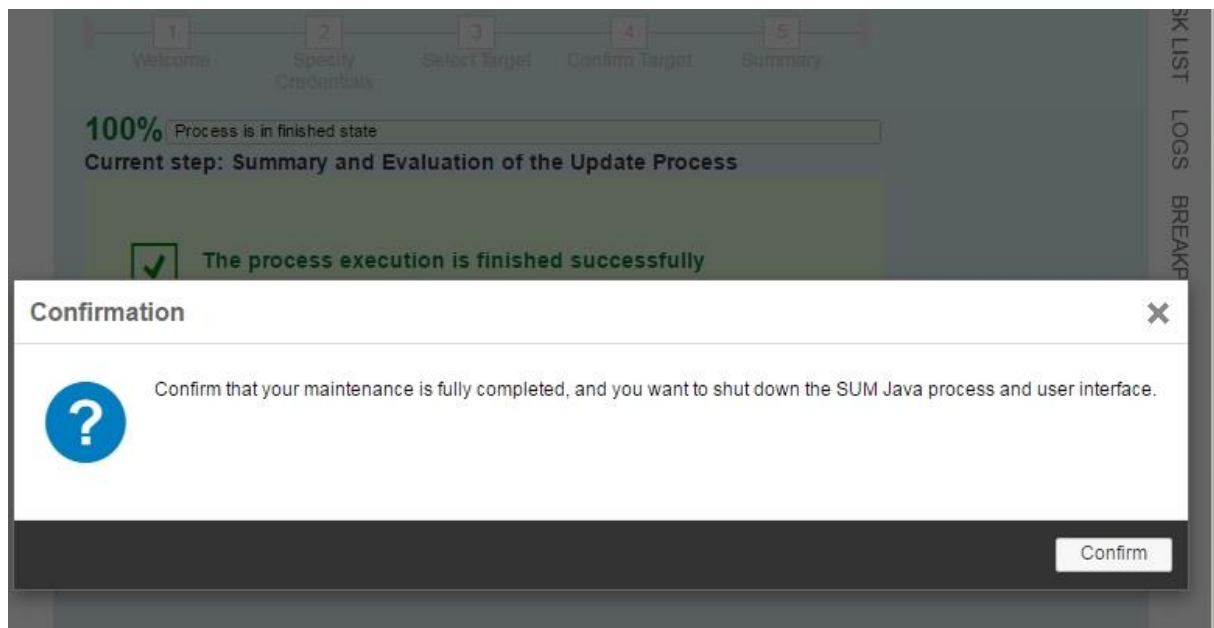 1
2
3
4
5
Welcome
Specify
Credentials
Select Target
Confirm Target
Summary
100% Process is in finished state
Current step: Summary and Evaluation of the Update Process
The process execution is finished successfully
Confirmation
Confirm that your maintenance is fully completed, and you want to shut down the SUM Java process and user interface.
Confirm
SK LIST
LOGS
BREAKP